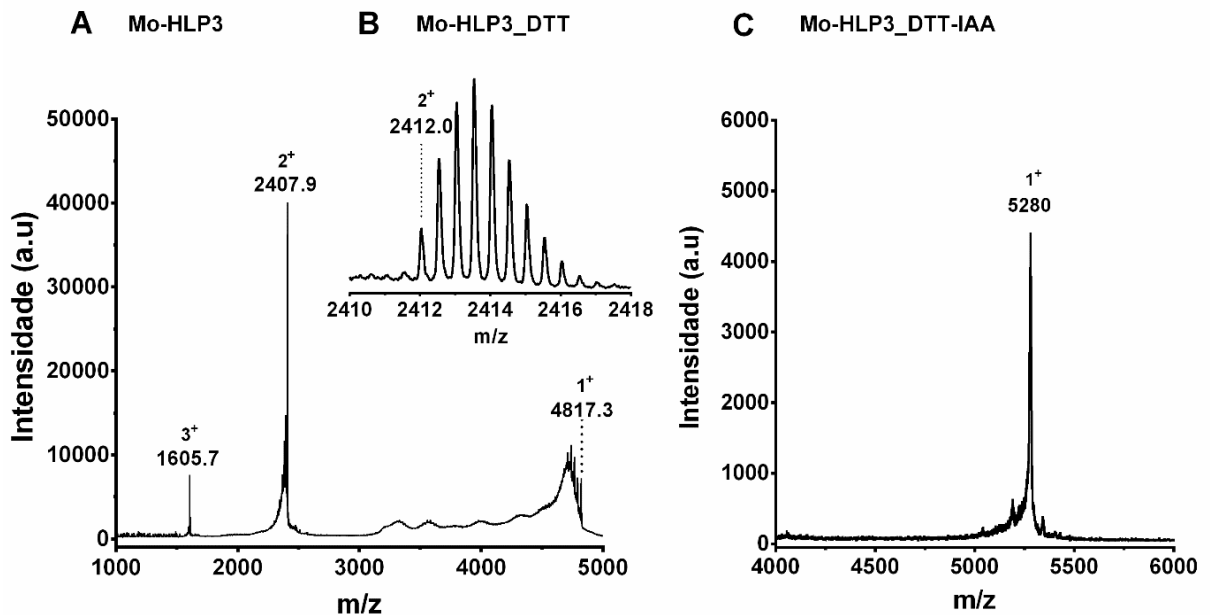 A Mo-HLP3
Intensidade (a.u)
50000
40000
30000
20000
10000
0
2+
2407.9
3+
1605.7
1+
4817.3
1000 2000 3000 4000 5000
m/z
B Mo-HLP3_DTT
2+
2412.0
2410 2412 2414 2416 2418
m/z
C Mo-HLP3_DTT-IAA
Intensidade (a.u)
6000
5000
4000
3000
2000
1000
0
1+
5280
4000 4500 5000 5500 6000
m/z